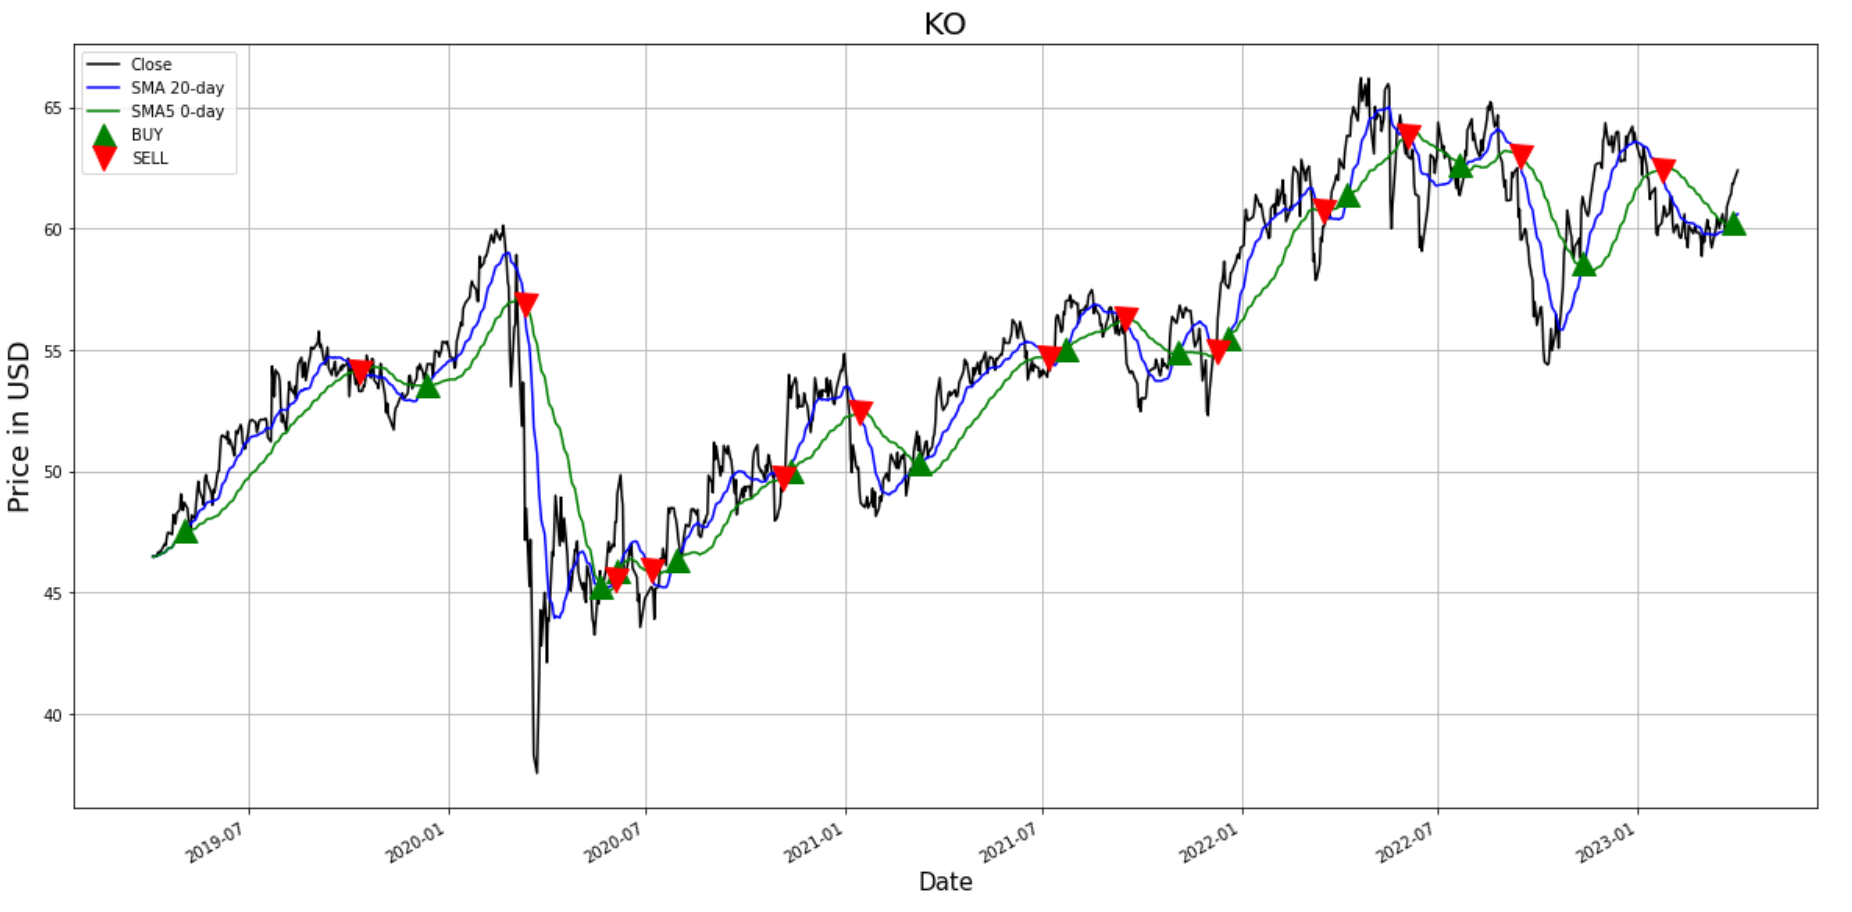 KO
Close
SMA 20-day
SMA5 0-day
BUY
SELL
Price in USD
65
60
55
50
45
40
2019-07
2020-01
2020-07
2021-01
2021-07
2022-01
2022-07
2023-01
Date